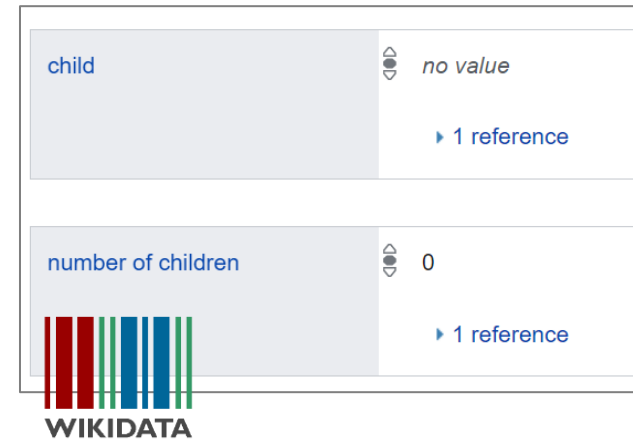 child
no value
1 reference
number of children
0
1 reference
WIKIDATA